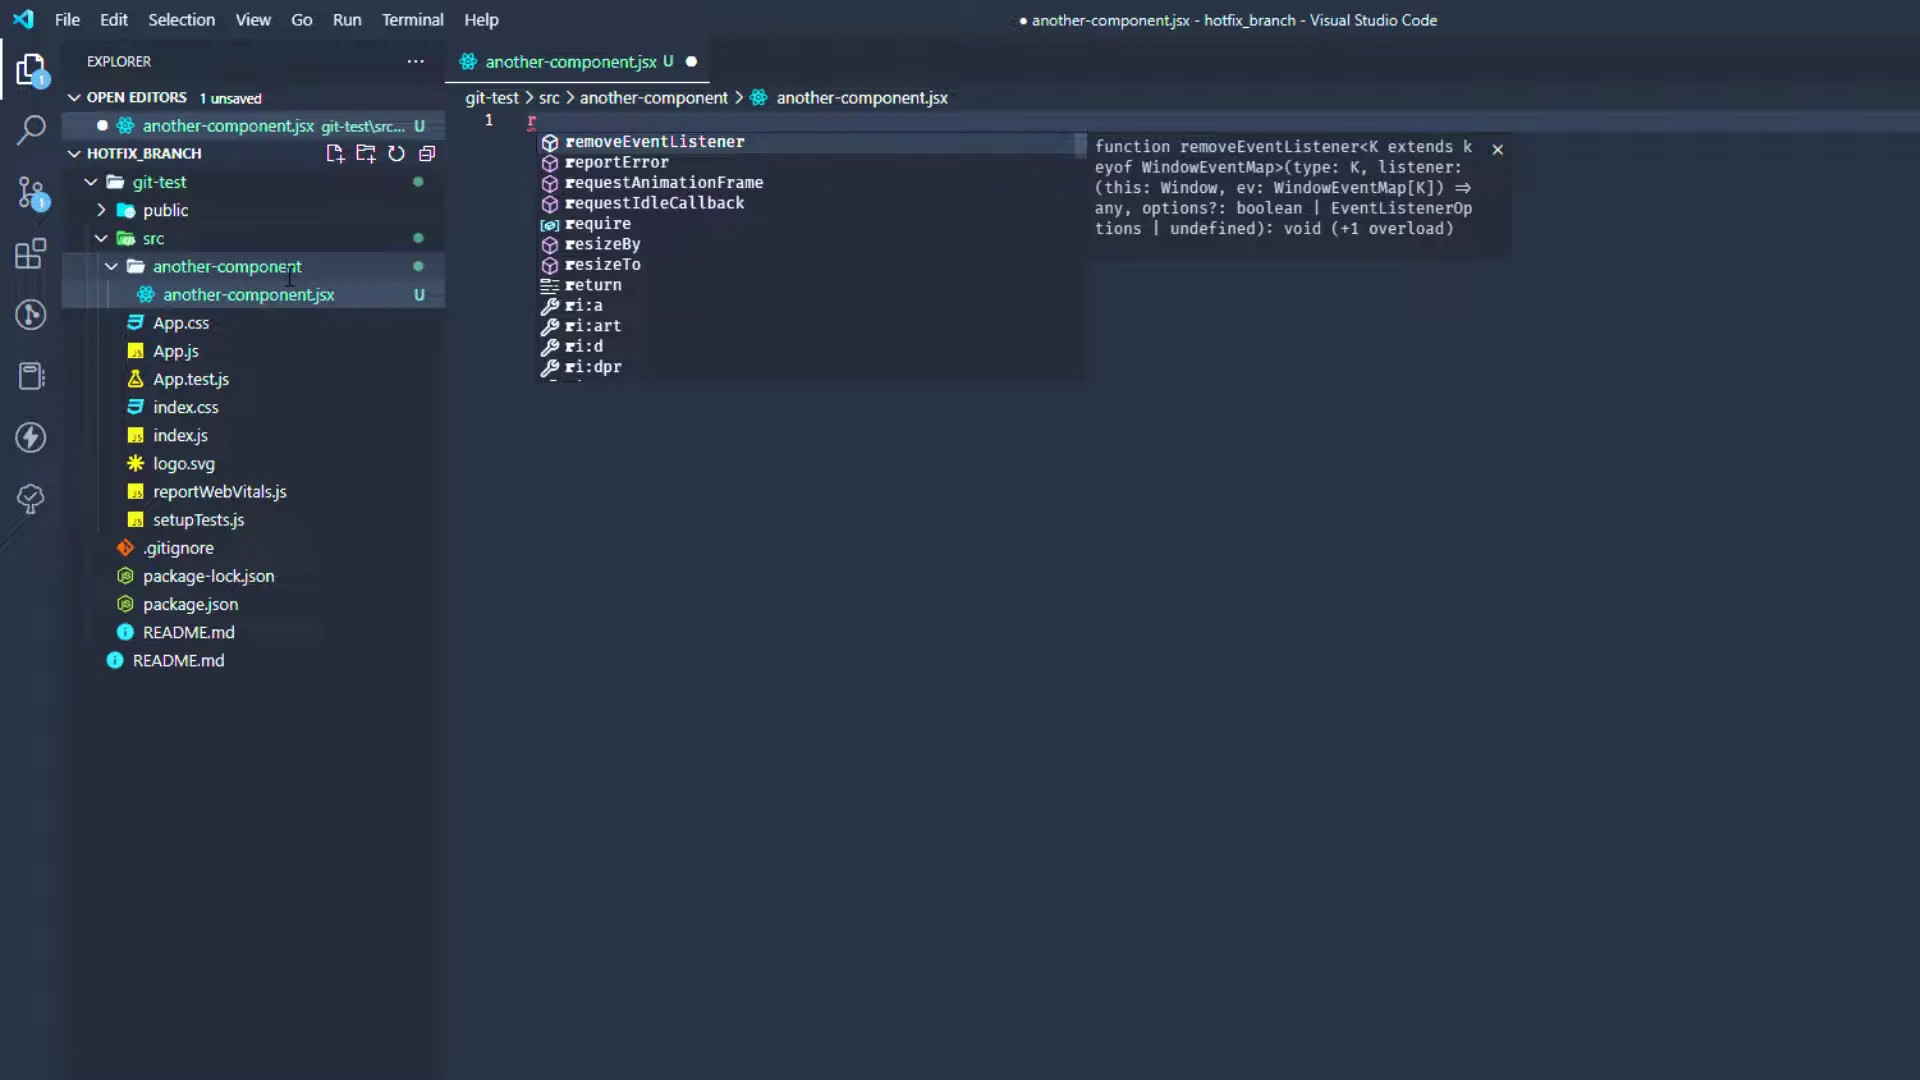 File Edit Selection View Go Run Terminal Help
● another-component.jsx - hotfix_branch - Visual Studio Code
EXPLORER
1
OPEN EDITORS 1 unsaved
another-component.jsx git-test\src... U
HOTFIX_BRANCH
1
git-test
public
src
another-component
another-component.jsx U
App.css
App.js
App.test.js
index.css
index.js
logo.svg
reportWebVitals.js
setupTests.js
.gitignore
package-lock.json
package.json
README.md
README.md
another-component.jsx U
git-test > src > another-component > another-component.jsx
1 r
removeEventListener
reportError
requestAnimationFrame
requestIdleCallback
require
resizeBy
resizeTo
return
ri:a
ri:art
ri:d
ri:dpr
function removeEventListener<K extends k
eyof WindowEventMap>(type: K, listener:
(this: Window, ev: WindowEventMap[K]) ⇒
any, options?: boolean | EventListenerOp
tions | undefined): void (+1 overload)